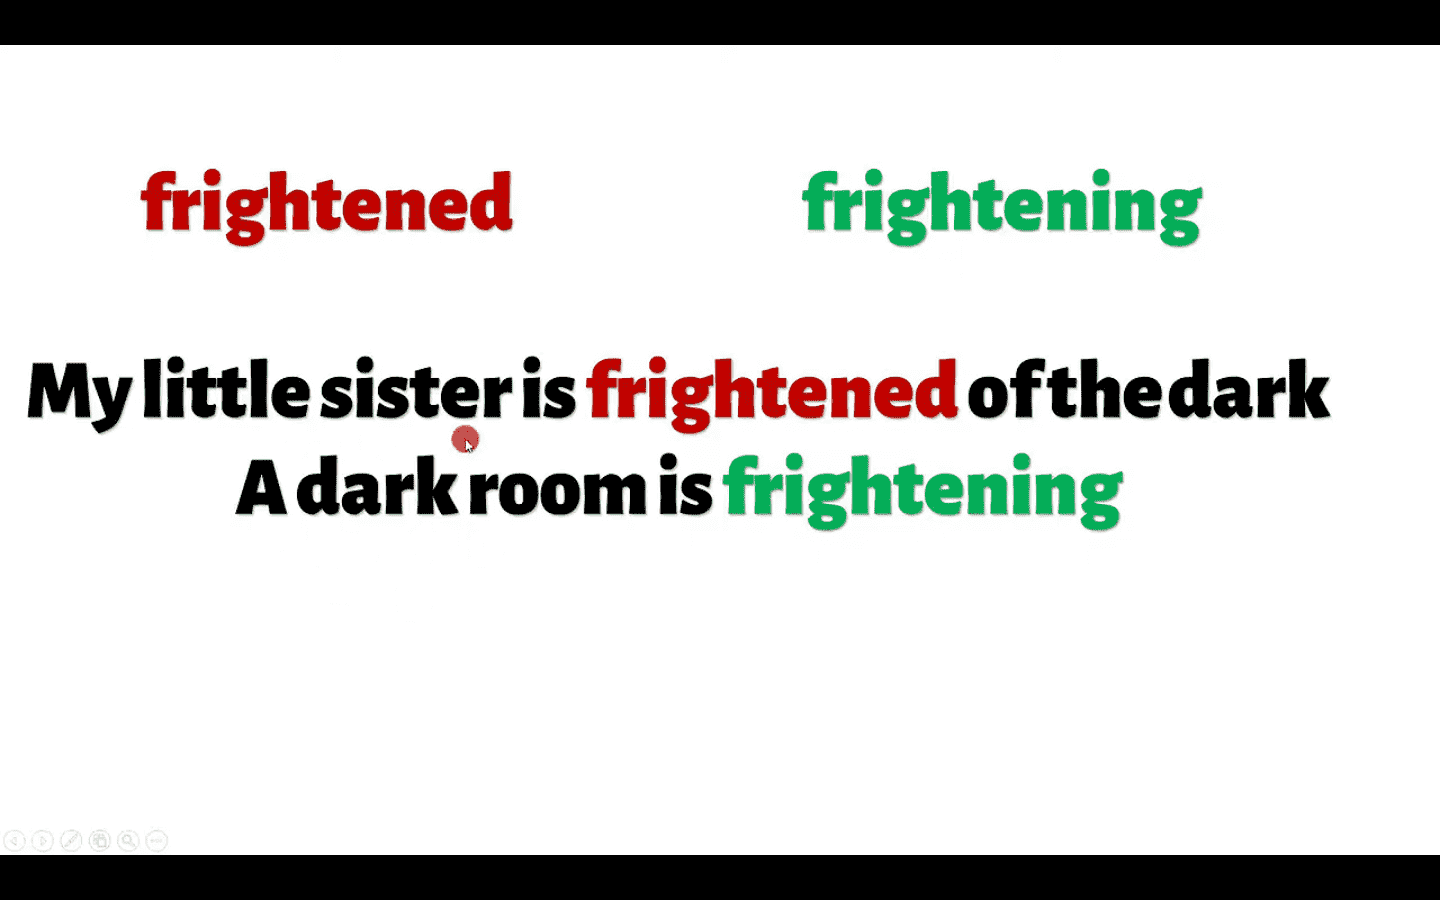 frightened frightening
My little sister is frightened of the dark
A dark room is frightening